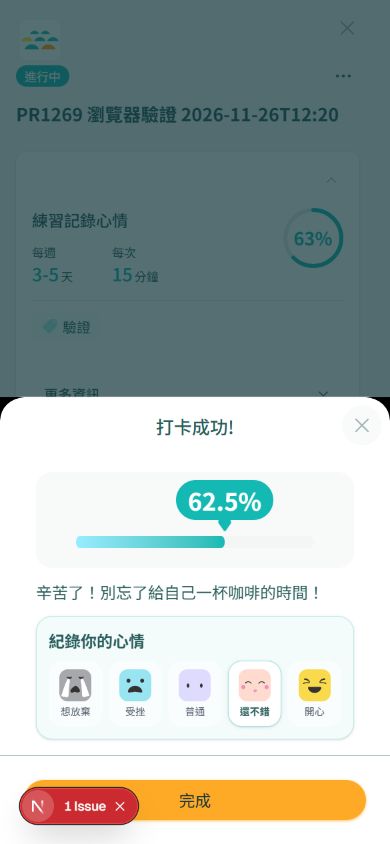 進行中
PR1269 瀏覽器驗證 2026-11-26T12:20
練習記錄心情
63%
每週
每次
3-5 天
15 分鐘
驗證
更多資訊
打卡成功!
62.5%
辛苦了！別忘了給自己一杯咖啡的時間！
紀錄你的心情
想放棄
受挫
普通
還不錯
開心
完成
N
1 Issue